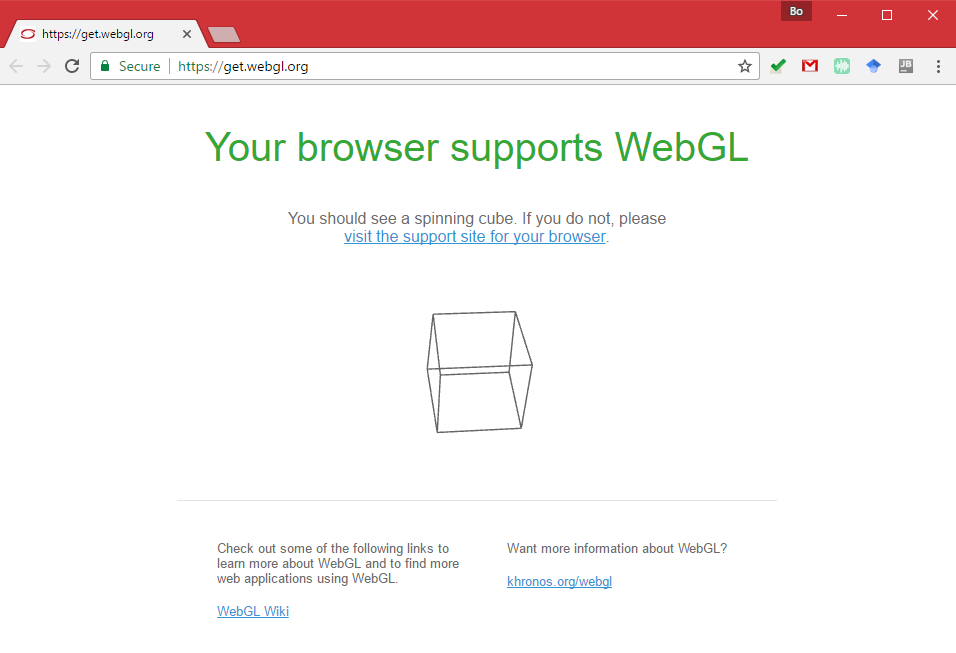 Bo
https://get.webgl.org
Secure
https://get.webgl.org
JB
Your browser supports WebGL
You should see a spinning cube. If you do not, please
visit the support site for your browser.
Check out some of the following links to
learn more about WebGL and to find more
web applications using WebGL.
WebGL Wiki
Want more information about WebGL?
khronos.org/webgl